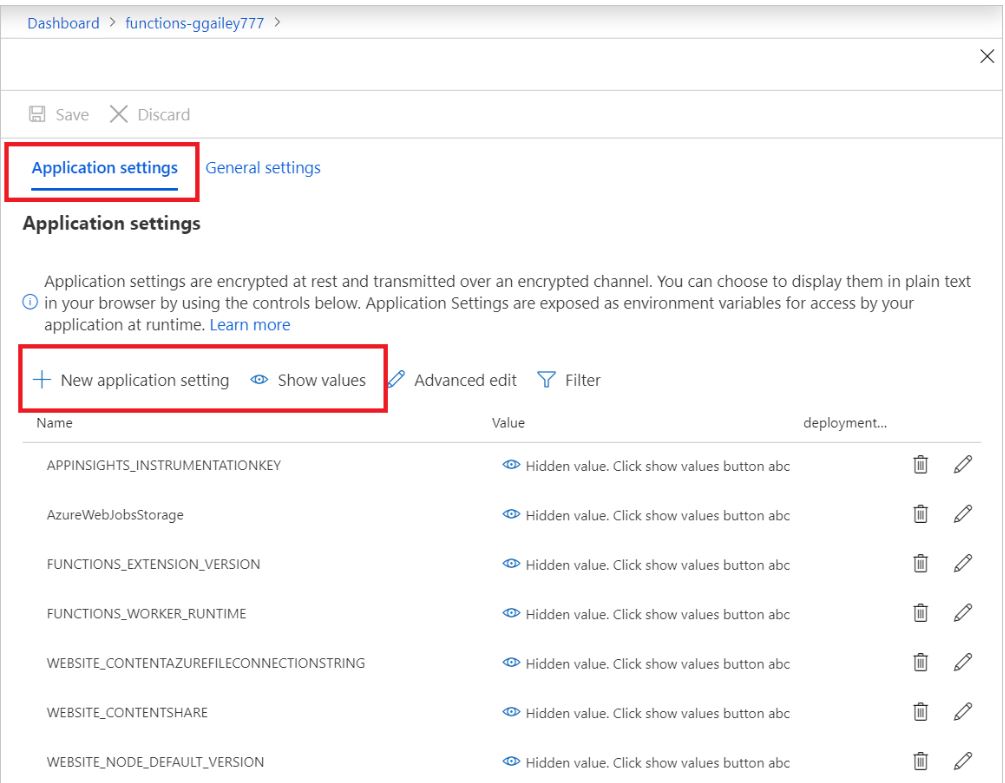 Dashboard > functions-ggailey777 >
Save Discard
Application settings General settings
Application settings
Application settings are encrypted at rest and transmitted over an encrypted channel. You can choose to display them in plain text
in your browser by using the controls below. Application Settings are exposed as environment variables for access by your
application at runtime. Learn more
New application setting Show values Advanced edit Filter
Name Value deployment...
APPINSIGHTS_INSTRUMENTATIONKEY Hidden value. Click show values button abc
AzureWebJobsStorage Hidden value. Click show values button abc
FUNCTIONS_EXTENSION_VERSION Hidden value. Click show values button abc
FUNCTIONS_WORKER_RUNTIME Hidden value. Click show values button abc
WEBSITE_CONTENTAZUREFILECONNECTIONSTRING Hidden value. Click show values button abc
WEBSITE_CONTENTSHARE Hidden value. Click show values button abc
WEBSITE_NODE_DEFAULT_VERSION Hidden value. Click show values button abc